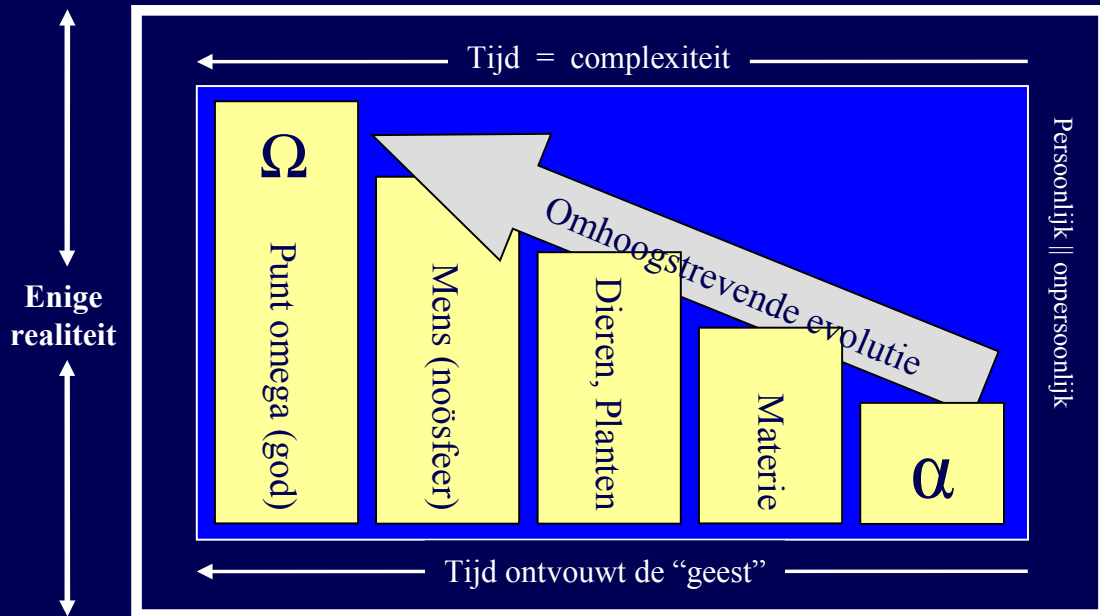 Tijd = complexiteit
Enige
realiteit
Ω
Punt omega (god)
Mens (noösfeer)
Dieren, Planten
Materie
α
Omhoogstrevende evolutie
Persoonlijk || onpersoonlijk
Tijd ontvouwt de “geest”